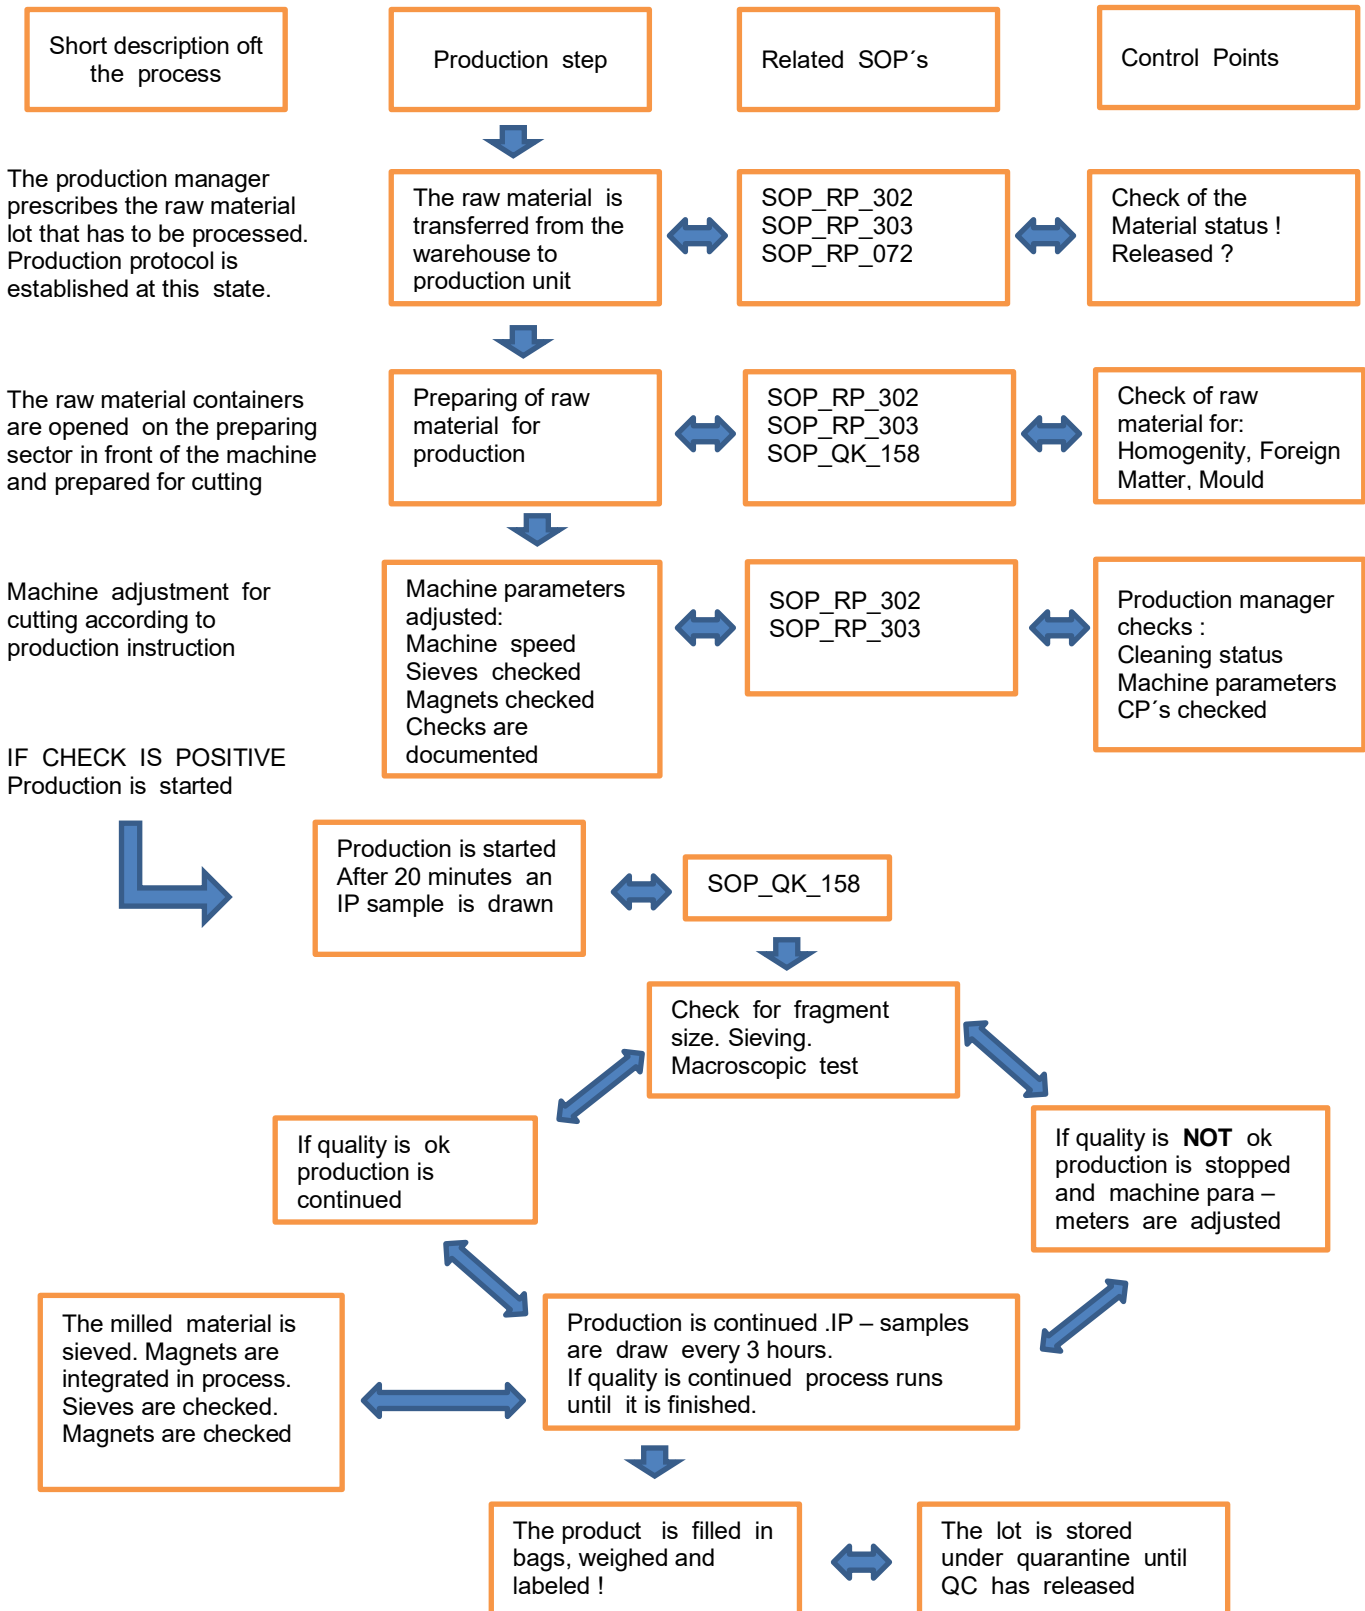 Short description oft
the process
Production step
Related SOP´s
Control Points
The production manager
prescribes the raw material
lot that has to be processed.
Production protocol is
established at this state.
The raw material is
transferred from the
warehouse to
production unit
SOP_RP_302
SOP_RP_303
SOP_RP_072
Check of the
Material status !
Released ?
The raw material containers
are opened on the preparing
sector in front of the machine
and prepared for cutting
Preparing of raw
material for
production
SOP_RP_302
SOP_RP_303
SOP_QK_158
Check of raw
material for:
Homogenity, Foreign
Matter, Mould
Machine adjustment for
cutting according to
production instruction
Machine parameters
adjusted:
Machine speed
Sieves checked
Magnets checked
Checks are
documented
SOP_RP_302
SOP_RP_303
Production manager
checks :
Cleaning status
Machine parameters
CP´s checked
IF CHECK IS POSITIVE
Production is started
Production is started
After 20 minutes an
IP sample is drawn
SOP_QK_158
Check for fragment
size. Sieving.
Macroscopic test
If quality is ok
production is
continued
If quality is NOT ok
production is stopped
and machine para –
meters are adjusted
The milled material is
sieved. Magnets are
integrated in process.
Sieves are checked.
Magnets are checked
Production is continued .IP – samples
are draw every 3 hours.
If quality is continued process runs
until it is finished.
The product is filled in
bags, weighed and
labeled !
The lot is stored
under quarantine until
QC has released